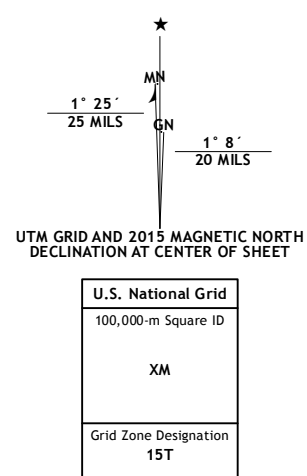 ★
MN
1° 25´
25 MILS
GN
1° 8´
20 MILS
UTM GRID AND 2015 MAGNETIC NORTH
DECLINATION AT CENTER OF SHEET
U.S. National Grid
100,000-m Square ID
XM
Grid Zone Designation
15T